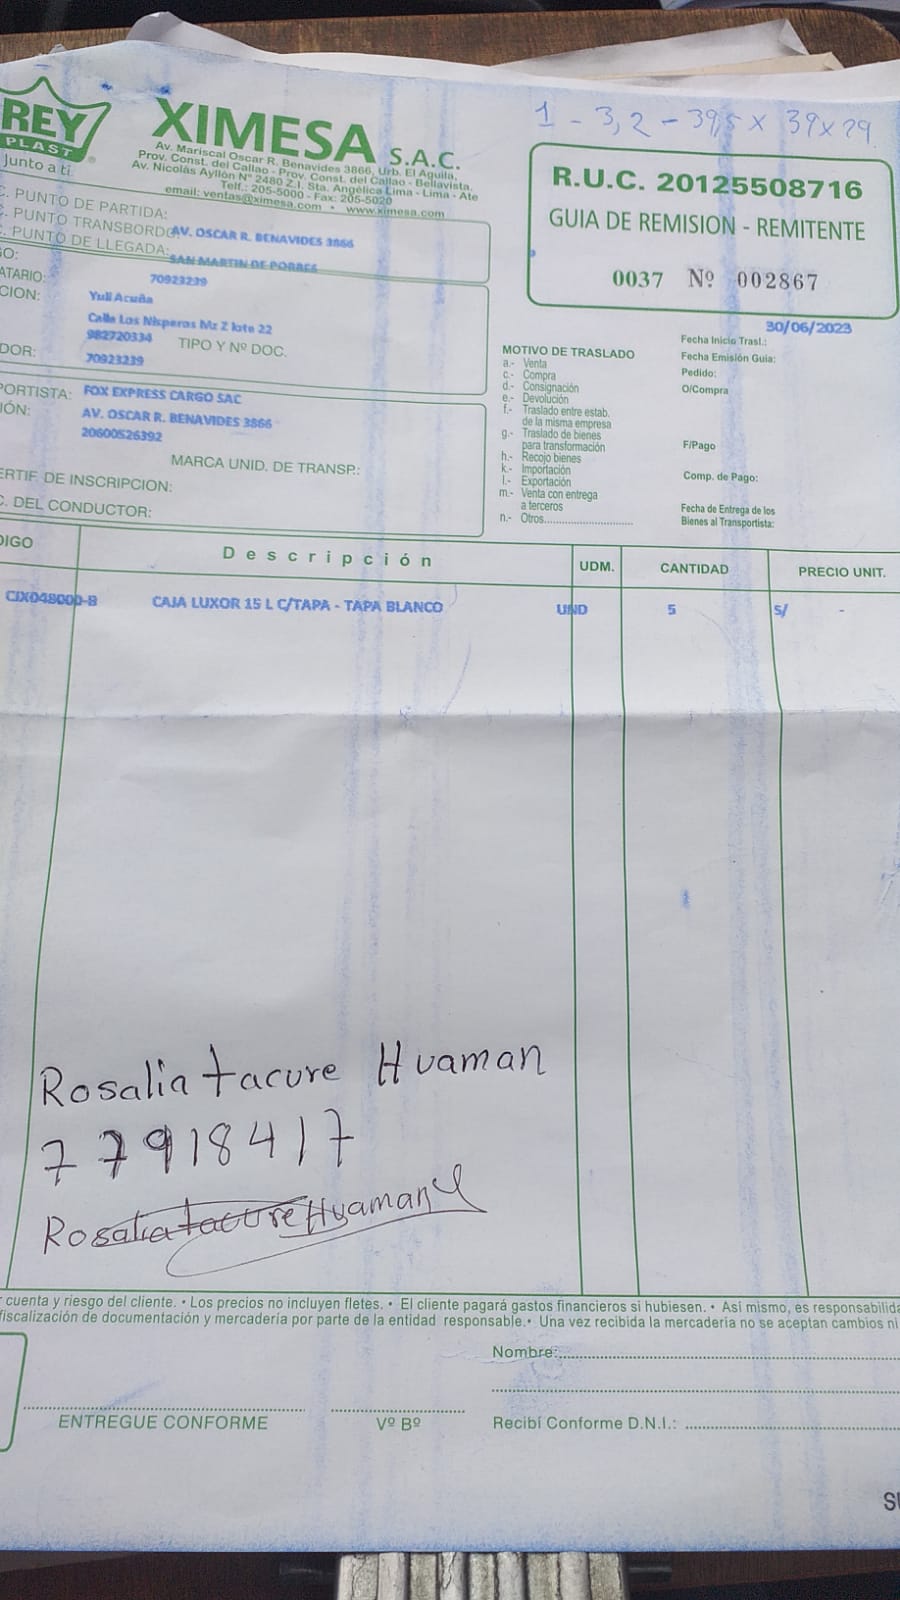 REY
PLAST
Junto a ti
XIMESA S.A.C.
Av. Mariscal Oscar R. Benavides 3866, Urb. El Aguila,
Prov. Const. del Callao - Prov. Const. del Callao - Bellavista.
Av. Nicolás Ayllón Nº 2480 Z.I. Sta. Angélica Lima - Lima - Ate
Telf.: 205-5000 - Fax: 205-5020
email: ventas@ximesa.com • www.ximesa.com
1 - 3,2 - 39,5 x 39x29
R.U.C. 20125508716
GUIA DE REMISION - REMITENTE
0037 Nº 002867
C. PUNTO DE PARTIDA:
C. PUNTO TRANSBORDO AV. OSCAR R. BENAVIDES 3866
C. PUNTO DE LLEGADA: SAN MARTIN DE PORRES
GO: 70923239
ATARIO: Yuli Acuña
CION: Calle Los Nisperos Mz Z lote 22
982720334 TIPO Y Nº DOC.
DOR: 70923239
PORTISTA: FOX EXPRESS CARGO SAC
IÓN: AV. OSCAR R. BENAVIDES 3866
20600526392
MARCA UNID. DE TRANSP.:
ERTIF DE INSCRIPCION:
C. DEL CONDUCTOR:
MOTIVO DE TRASLADO
a.- Venta
c.- Compra
d.- Consignación
e.- Devolución
f.- Traslado entre estab.
de la misma empresa
g.- Traslado de bienes
para transformación
h.- Recojo bienes
k.- Importación
l.- Exportación
m.- Venta con entrega
a terceros
n.- Otros
30/06/2023
Fecha Inicio Trasl.:
Fecha Emisión Guia:
Pedido:
O/Compra
F/Pago
Comp. de Pago:
Fecha de Entrega de los
Bienes al Transportista:
DIGO Descripción UDM. CANTIDAD PRECIO UNIT.
CJX048000-B CAJA LUXOR 15 L C/TAPA - TAPA BLANCO UND 5 S/ -
Rosalia tacure Huaman
77918417
Rosalia tacure Huaman
r cuenta y riesgo del cliente. • Los precios no incluyen fletes. • El cliente pagará gastos financieros si hubiesen. • Así mismo, es responsabilida
fiscalización de documentación y mercadería por parte de la entidad responsable.• Una vez recibida la mercadería no se aceptan cambios ni
Nombre:
ENTREGUE CONFORME Vº Bº Recibí Conforme D.N.I.: